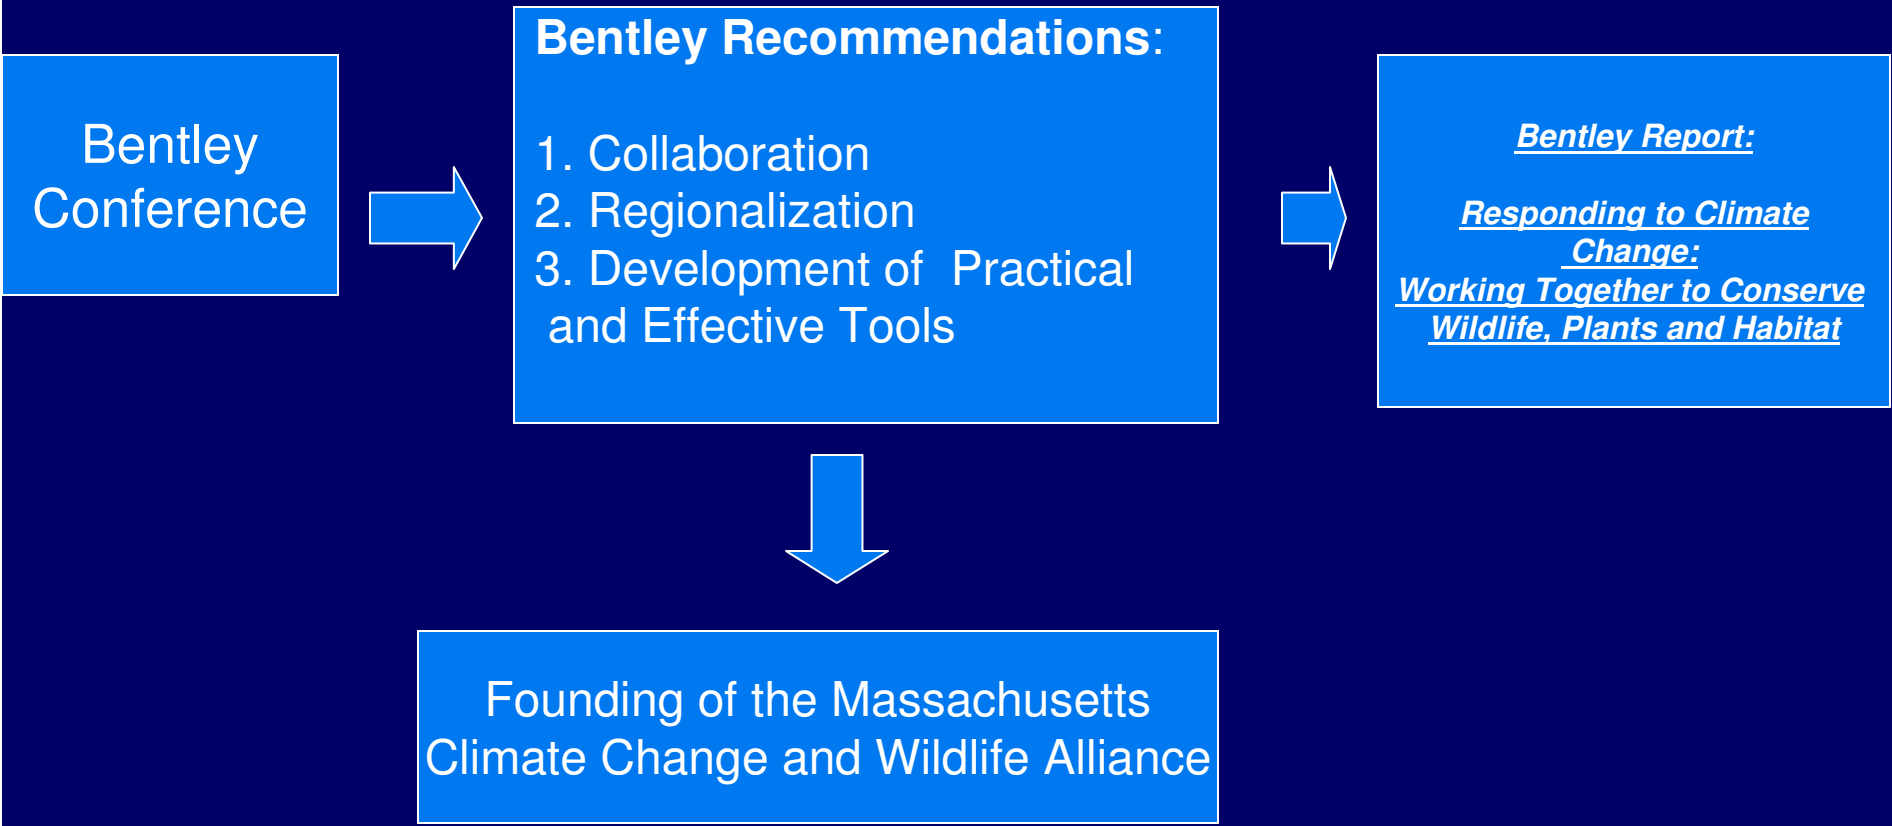 Bentley
Conference
Bentley Recommendations:
1. Collaboration
2. Regionalization
3. Development of  Practical
and Effective Tools
Bentley Report:
Responding to Climate
Change:
Working Together to Conserve
Wildlife, Plants and Habitat
Founding of the Massachusetts
Climate Change and Wildlife Alliance